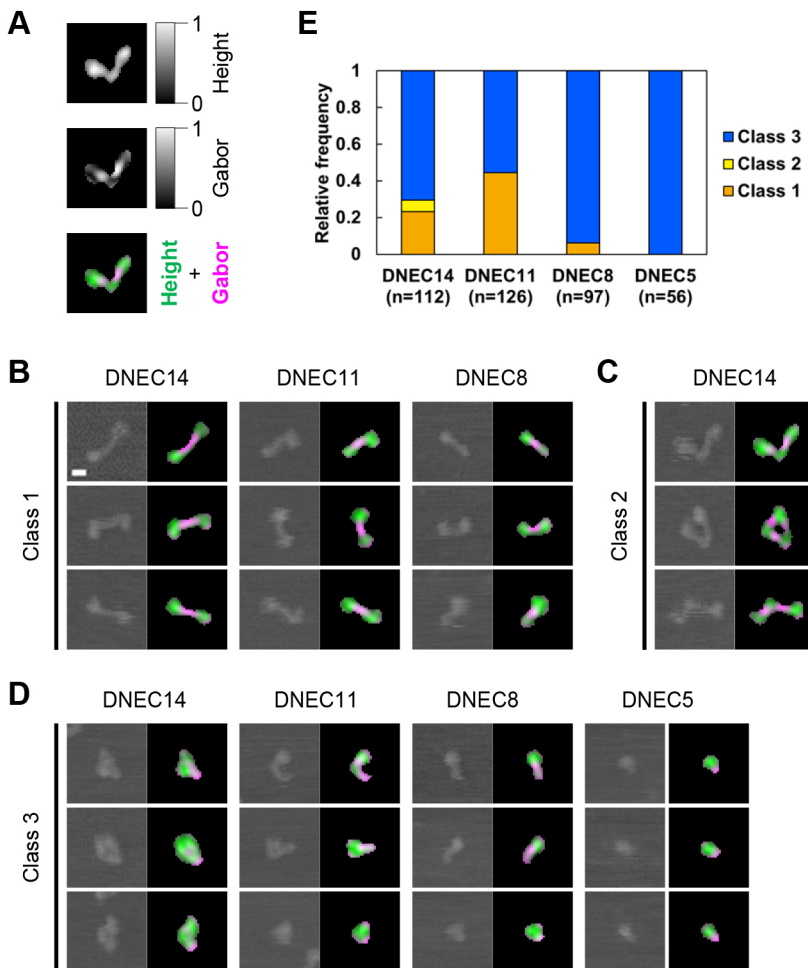 A
1
0
Height
1
0
Gabor
Height
+
Gabor
E
Relative frequency
1
0.8
0.6
0.4
0.2
0
DNEC14
(n=112)
DNEC11
(n=126)
DNEC8
(n=97)
DNEC5
(n=56)
Class 3
Class 2
Class 1
B
DNEC14
DNEC11
DNEC8
Class 1
C
DNEC14
Class 2
D
DNEC14
DNEC11
DNEC8
DNEC5
Class 3